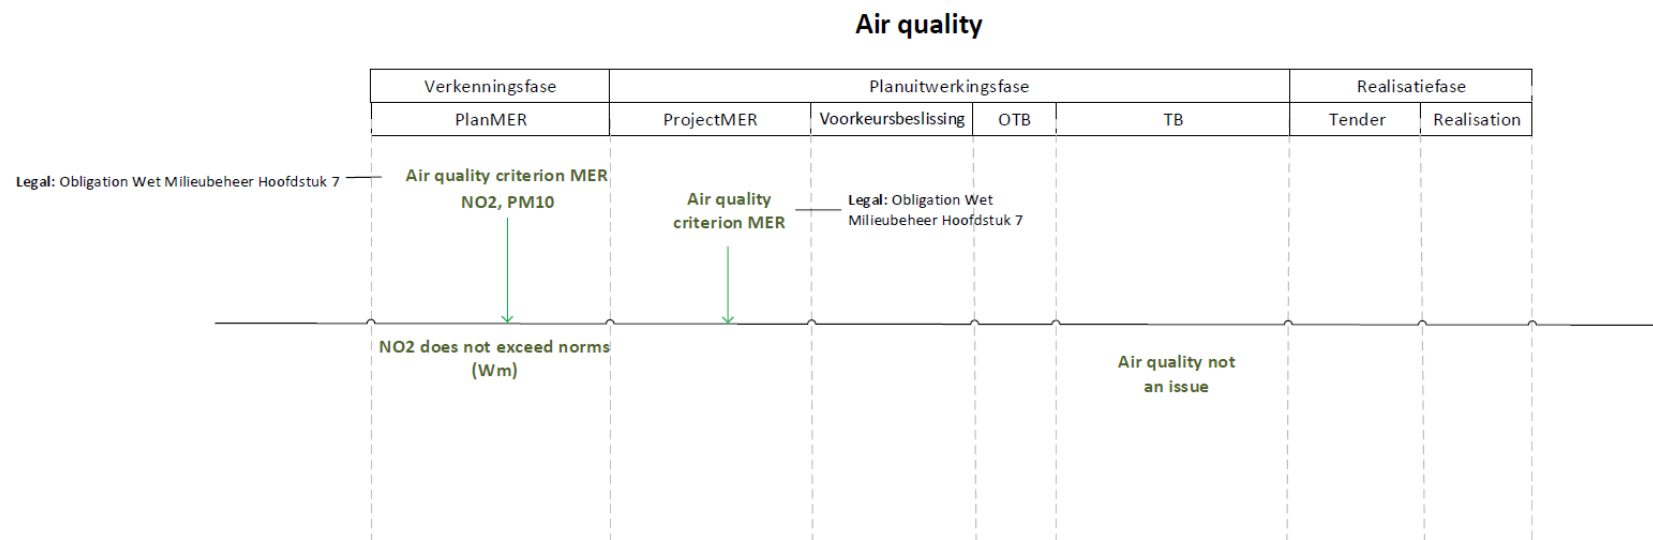 Air quality
Verkenningsfase
Planuitwerkingsfase
Realisatiefase
PlanMER
ProjectMER
Voorkeursbeslissing
OTB
TB
Tender
Realisation
Legal: Obligation Wet Milieubeheer Hoofdstuk 7
Air quality criterion MER
NO2, PM10
Air quality
criterion MER
Legal: Obligation Wet
Milieubeheer Hoofdstuk 7
NO2 does not exceed norms
(Wm)
Air quality not
an issue